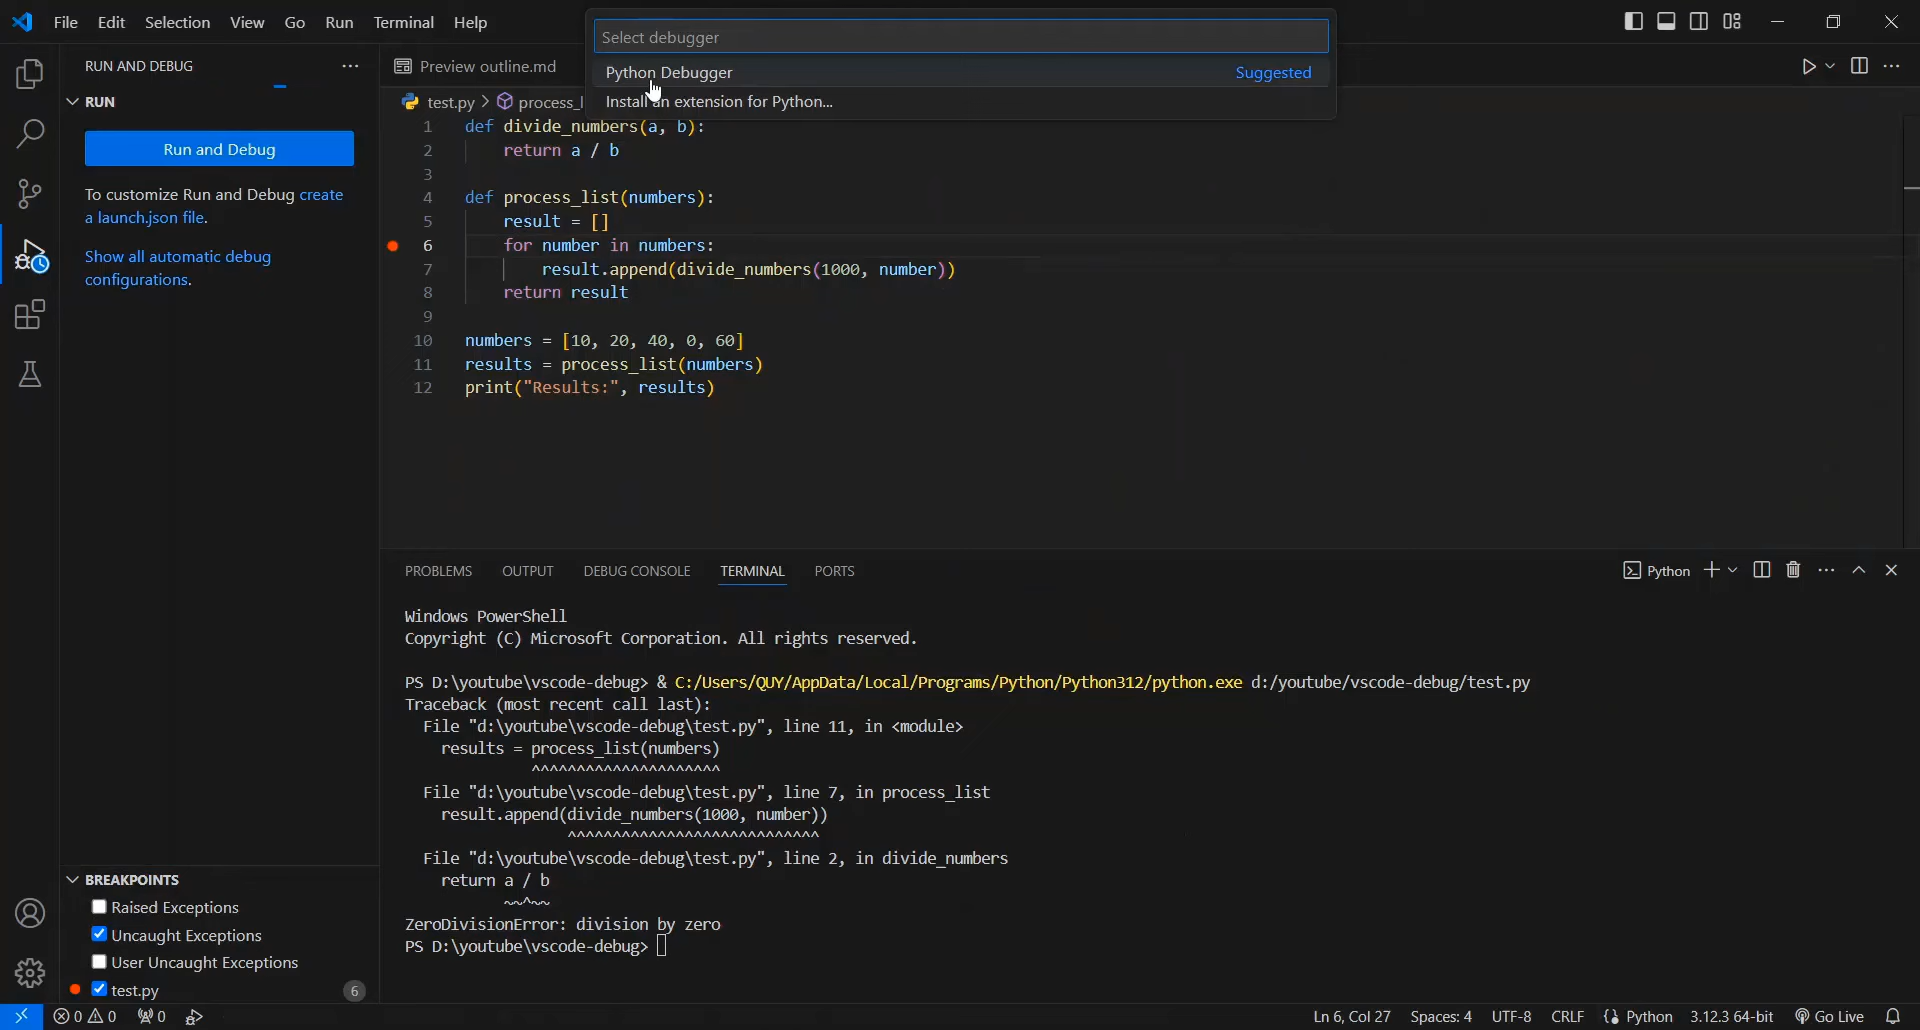 File Edit Selection View Go Run Terminal Help
Select debugger
Python Debugger Suggested
Install an extension for Python...
RUN AND DEBUG
RUN
Run and Debug
To customize Run and Debug create
a launch.json file.
Show all automatic debug
configurations.
Preview outline.md
test.py > process_l
1 def divide_numbers(a, b):
2 return a / b
3
4 def process_list(numbers):
5 result = []
6 for number in numbers:
7 result.append(divide_numbers(1000, number))
8 return result
9
10 numbers = [10, 20, 40, 0, 60]
11 results = process_list(numbers)
12 print("Results:", results)
PROBLEMS OUTPUT DEBUG CONSOLE TERMINAL PORTS
Python
Windows PowerShell
Copyright (C) Microsoft Corporation. All rights reserved.
PS D:\youtube\vscode-debug> & C:/Users/QUY/AppData/Local/Programs/Python/Python312/python.exe d:/youtube/vscode-debug/test.py
Traceback (most recent call last):
File "d:\youtube\vscode-debug\test.py", line 11, in <module>
results = process_list(numbers)
^^^^^^^^^^^^^^^^^^^^^
File "d:\youtube\vscode-debug\test.py", line 7, in process_list
result.append(divide_numbers(1000, number))
^^^^^^^^^^^^^^^^^^^^^^^^^^^^
File "d:\youtube\vscode-debug\test.py", line 2, in divide_numbers
return a / b
~~^~~
ZeroDivisionError: division by zero
PS D:\youtube\vscode-debug>
BREAKPOINTS
Raised Exceptions
Uncaught Exceptions
User Uncaught Exceptions
test.py 6
0 0 0 Ln 6, Col 27 Spaces: 4 UTF-8 CRLF Python 3.12.3 64-bit Go Live